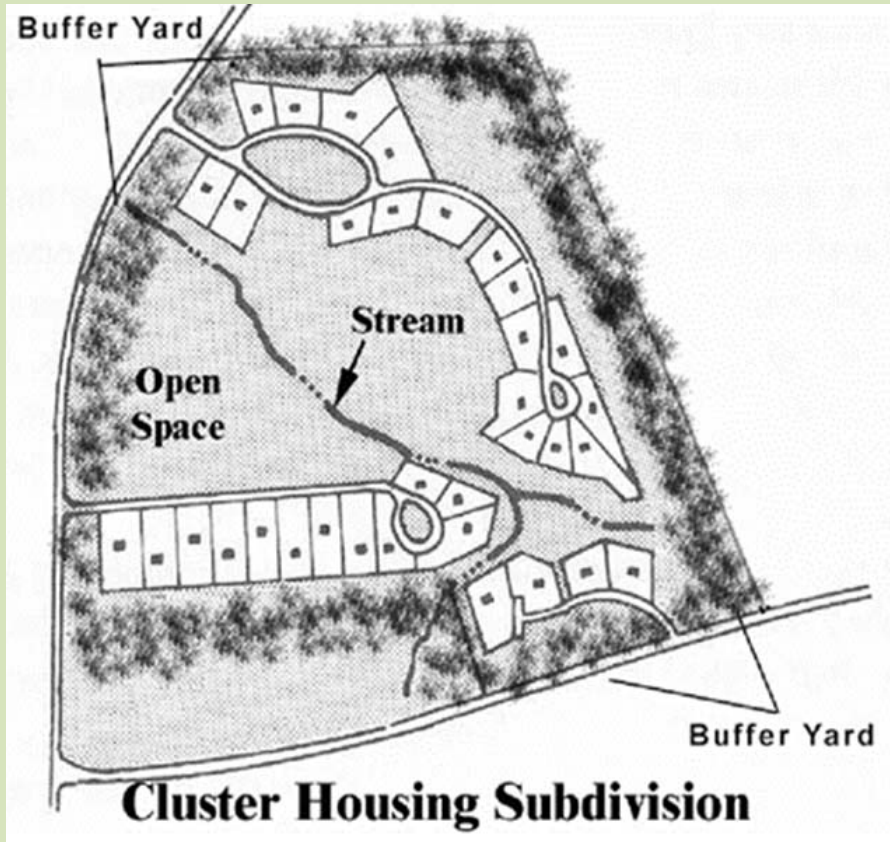 Buffer Yard
Stream
Open
Space
Buffer Yard
Cluster Housing Subdivision